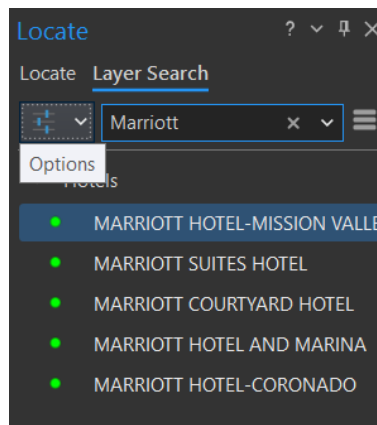 Locate ?
Locate Layer Search
Marriott
Options
Hotels
MARRIOTT HOTEL-MISSION VALLE
MARRIOTT SUITES HOTEL
MARRIOTT COURTYARD HOTEL
MARRIOTT HOTEL AND MARINA
MARRIOTT HOTEL-CORONADO